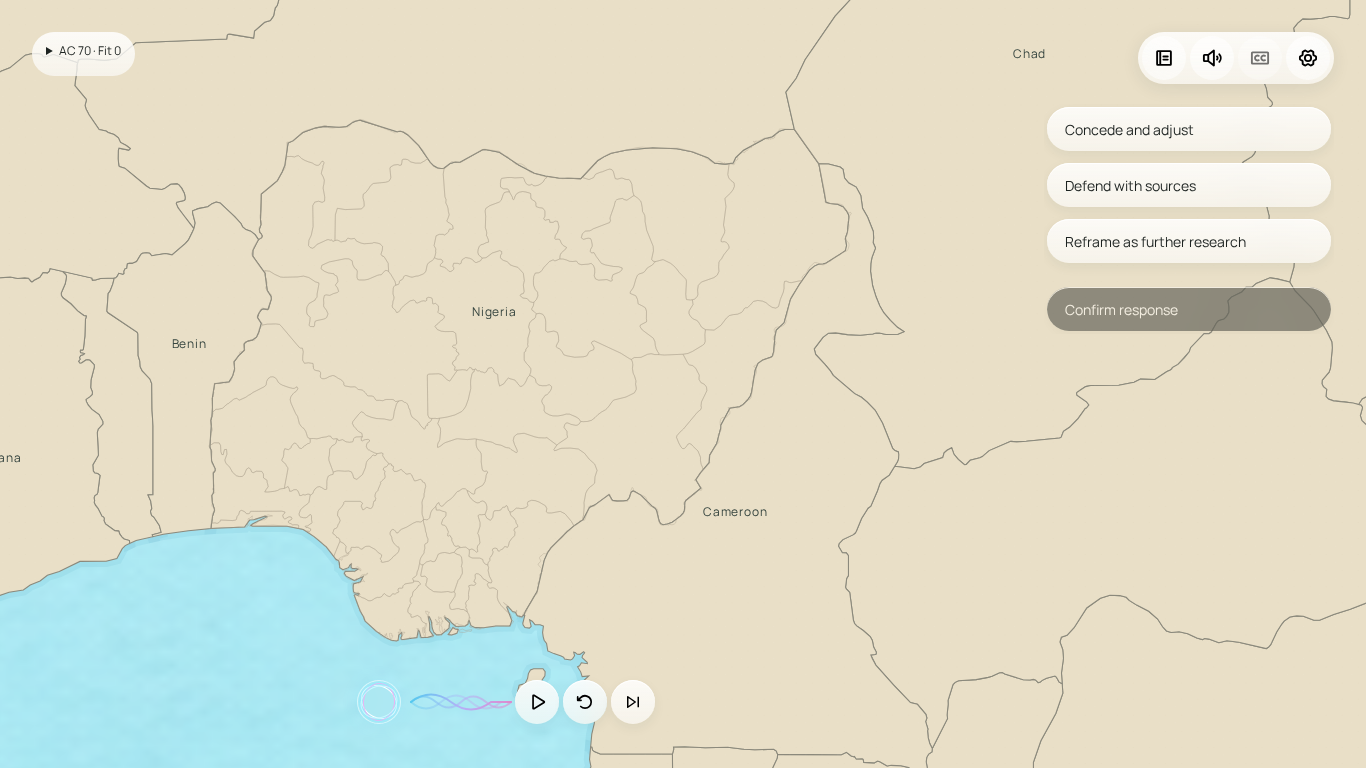 AC 70 · Fit 0
Chad
CC
Concede and adjust
Defend with sources
Reframe as further research
Nigeria
Confirm response
Benin
ana
Cameroon